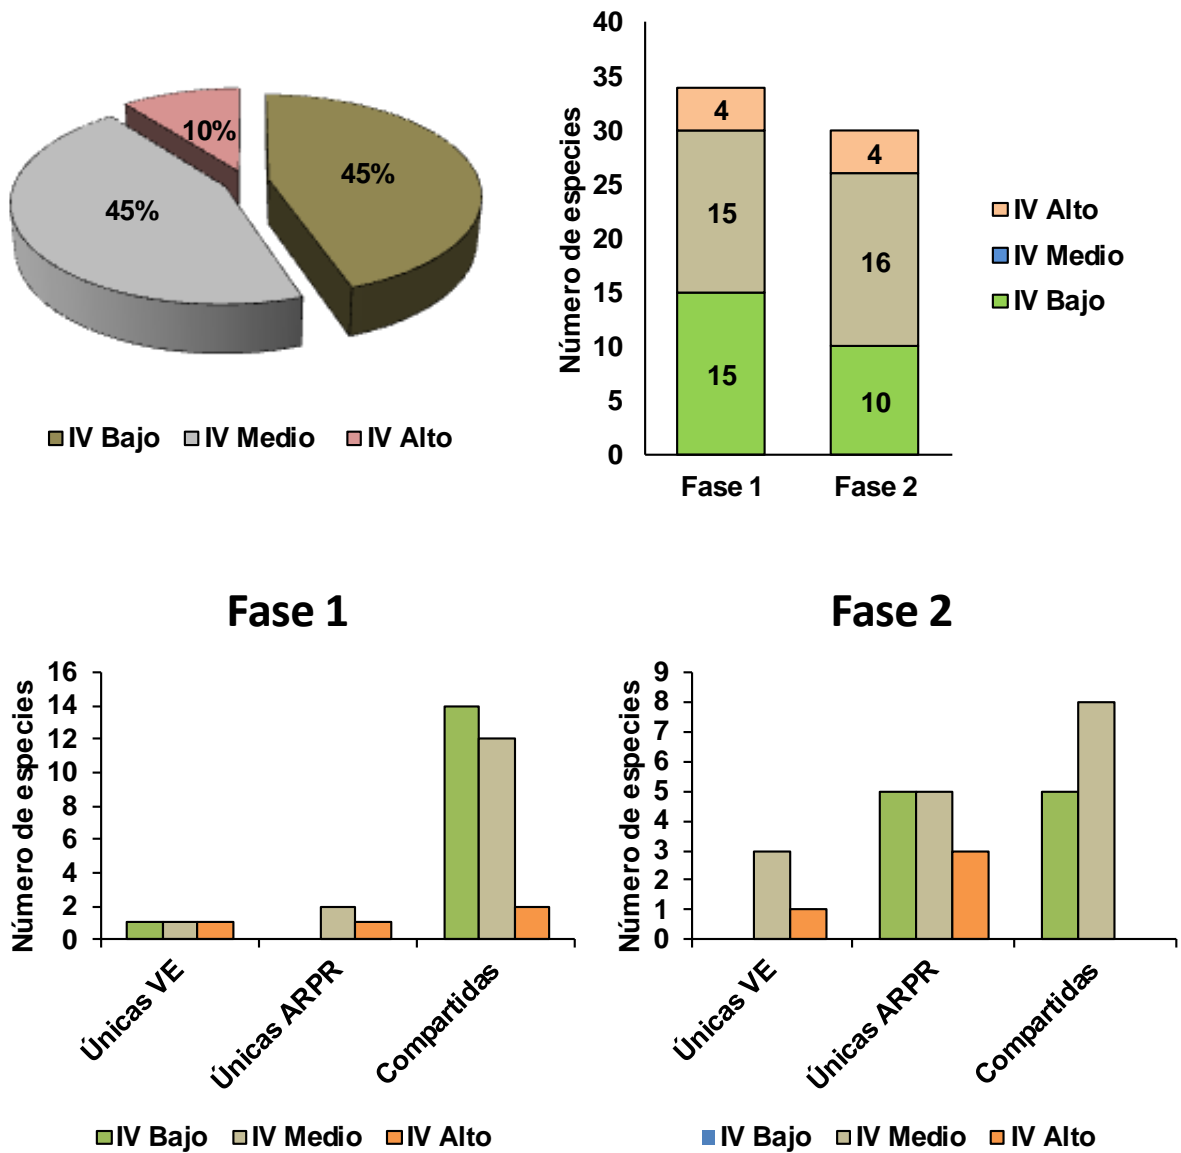 10%
45%
45%
IV Bajo IV Medio IV Alto
Número de especies
40
35
30
25
20
15
10
5
0
4
15
15
4
16
10
Fase 1 Fase 2
IV Alto
IV Medio
IV Bajo
Fase 1
Número de especies
16
14
12
10
8
6
4
2
0
Únicas VE
Únicas ARPR
Compartidas
IV Bajo IV Medio IV Alto
Fase 2
Número de especies
9
8
7
6
5
4
3
2
1
0
Únicas VE
Únicas ARPR
Compartidas
IV Bajo IV Medio IV Alto